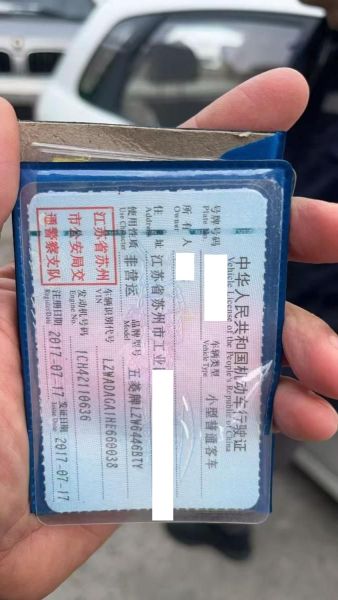 中华人民共和国机动车行驶证
Vehicle License of the People's Republic of China
号牌号码 车辆类型 小型普通客车
Plate No. Vehicle Type
所有人
Owner
住址 江苏省苏州市工业
Address
使用性质 非营运 品牌型号 五菱牌LZW6446BTY
Use Character Model
江苏省苏州
市公安局交
通警察支队
车辆识别代号 LZWADAGA1HE660038
VIN
发动机号码 1CH42110636
Engine No.
注册日期 2017-07-17 发证日期 2017-07-17
Register Date Issue Date